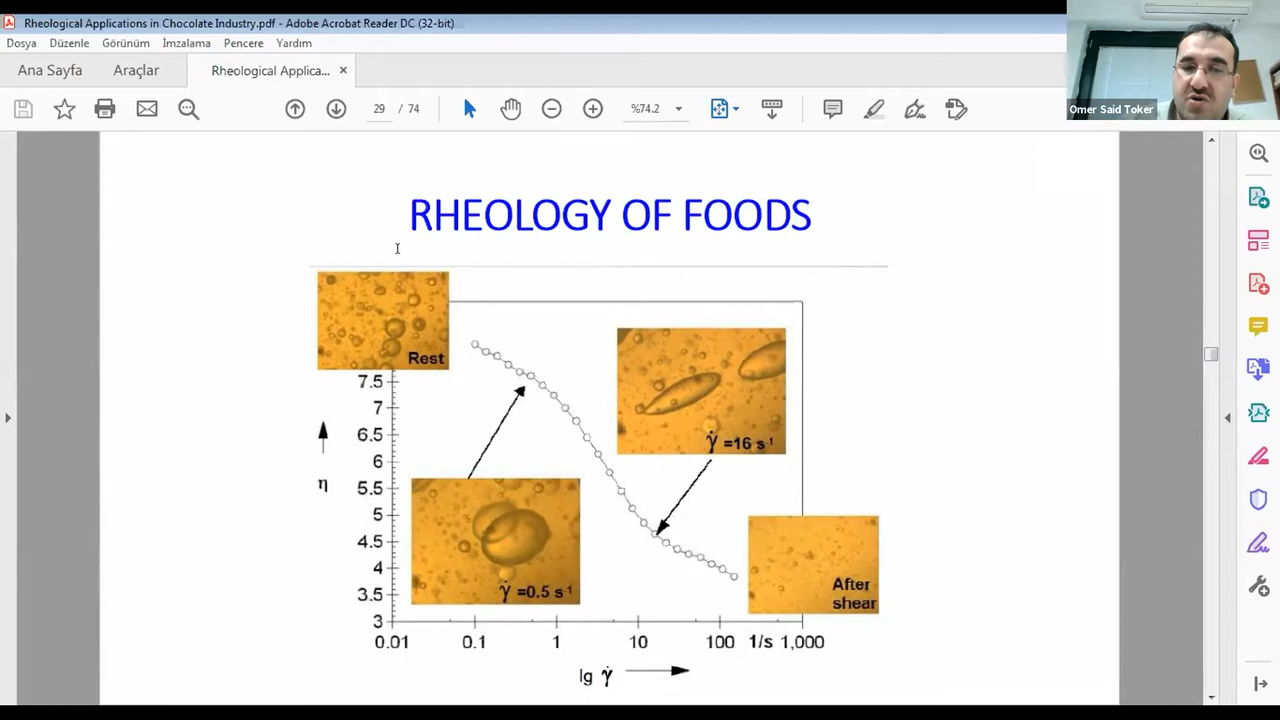 Rheological Applications in Chocolate Industry.pdf - Adobe Acrobat Reader DC (32-bit)
Dosya Düzenle Görünüm İmzalama Pencere Yardım
Ana Sayfa Araçlar Rheological Applica... ×
29 / 74 %74.2
Omer Said Toker
RHEOLOGY OF FOODS
Rest
γ̇ =16 s-1
γ̇ =0.5 s-1
After
shear
η
7.5
7
6.5
6
5.5
5
4.5
4
3.5
3
0.01 0.1 1 10 100 1/s 1,000
lg γ̇